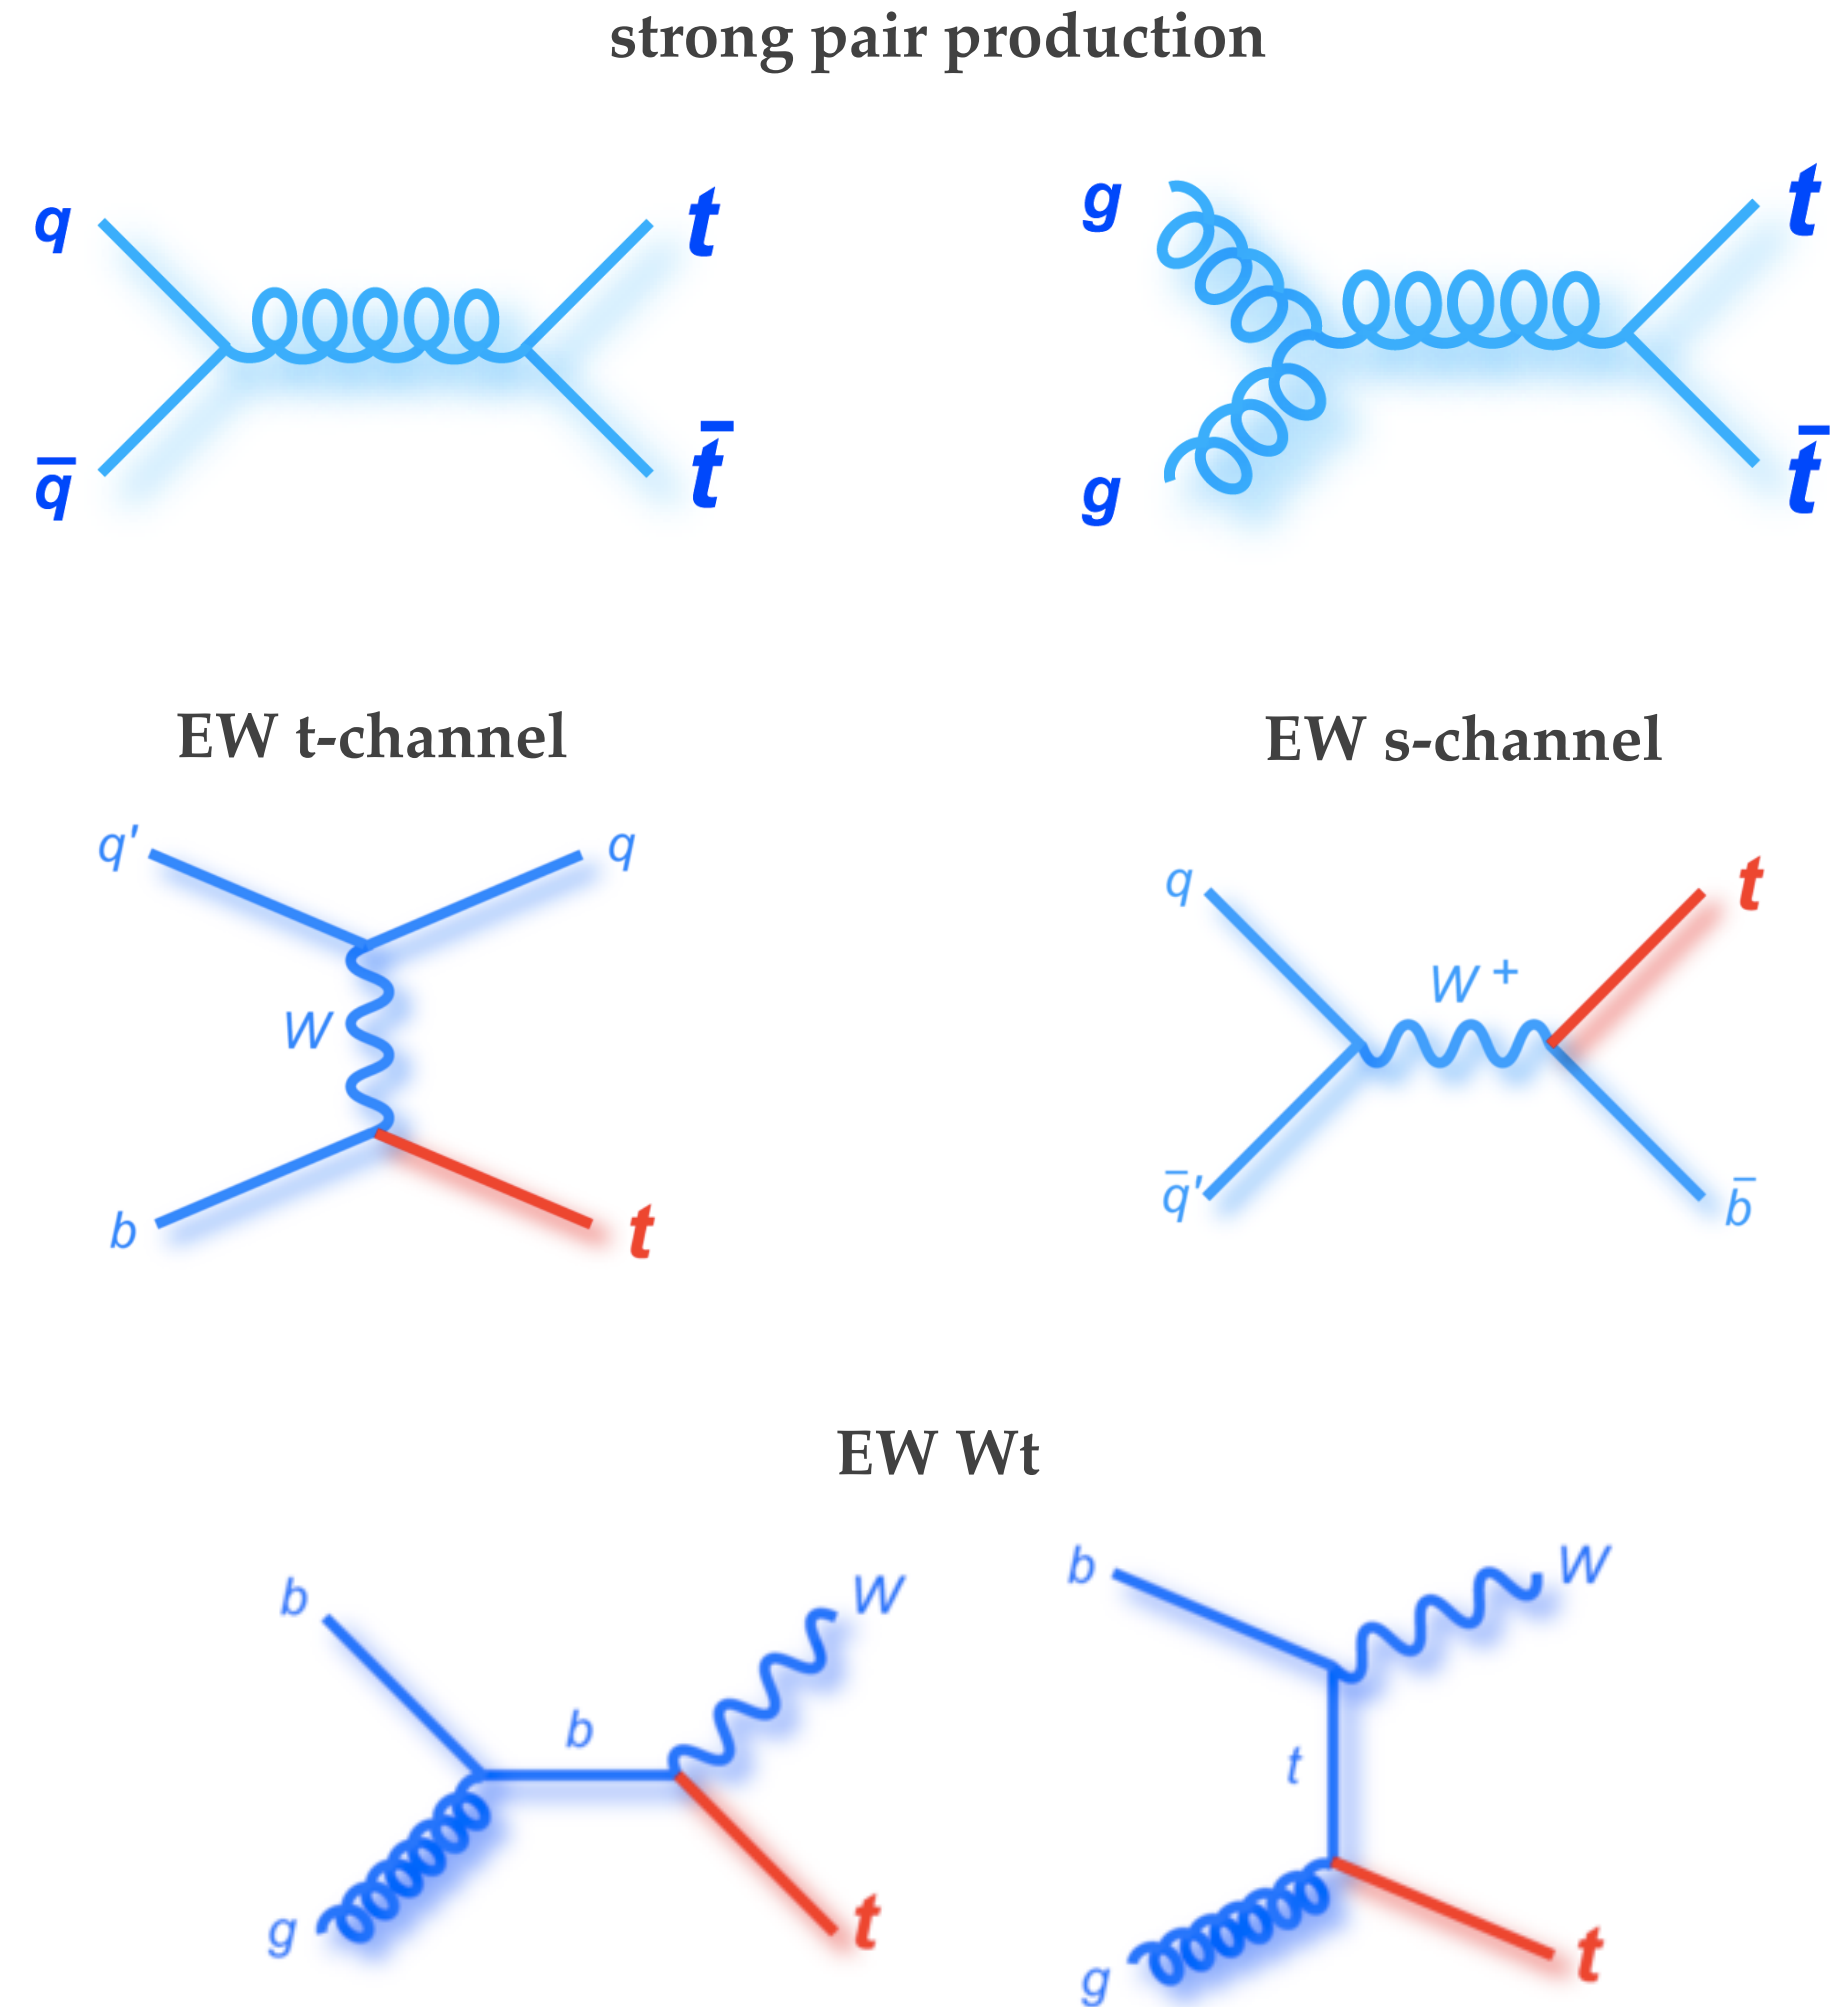 strong pair production
q
t
q̄
t̄
g
t
g
t̄
EW t-channel
EW s-channel
q'
q
W
b
t
q
t
W +
q̄'
b̄
EW Wt
b
W
b
g
t
b
W
t
g
t